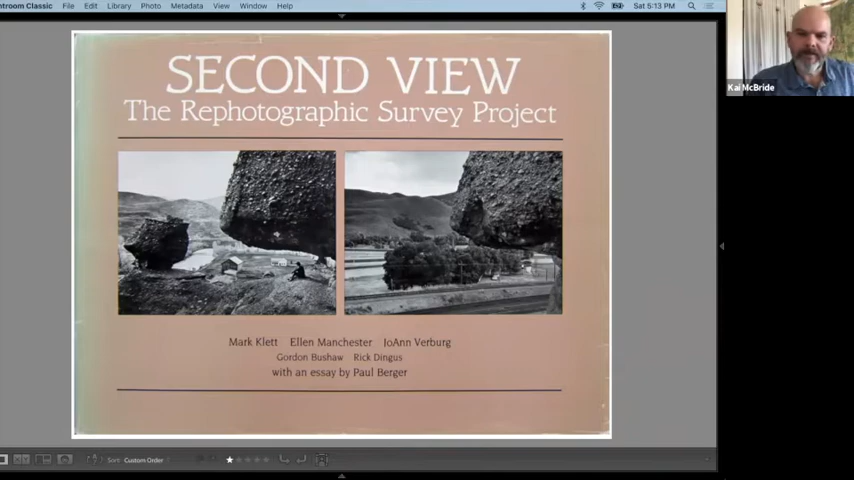 ntroom Classic File Edit Library Photo Metadata View Window Help Sat 5:13 PM
Kai McBride
SECOND VIEW
The Rephotographic Survey Project
Mark Klett Ellen Manchester JoAnn Verburg
Gordon Bushaw Rick Dingus
with an essay by Paul Berger
Sort: Custom Order